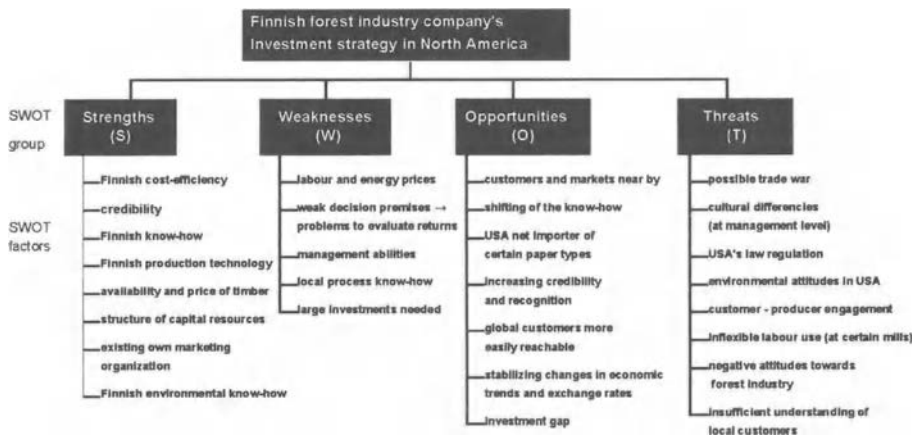 Finnish forest industry company's
Investment strategy in North America
SWOT
group
Strengths
(S)
Weaknesses
(W)
Opportunities
(O)
Threats
(T)
SWOT
factors
Finnish cost-efficiency
credibility
Finnish know-how
Finnish production technology
availability and price of timber
structure of capital resources
existing own marketing
organization
Finnish environmental know-how
labour and energy prices
weak decision premises →
problems to evaluate returns
management abilities
local process know-how
large investments needed
customers and markets near by
shifting of the know-how
USA net importer of
certain paper types
increasing credibility
and recognition
global customers more
easily reachable
stabilizing changes in economic
trends and exchange rates
investment gap
possible trade war
cultural differencies
(at management level)
USA's law regulation
environmental attitudes in USA
customer - producer engagement
inflexible labour use (at certain mills)
negative attitudes towards
forest industry
insufficient understanding of
local customers